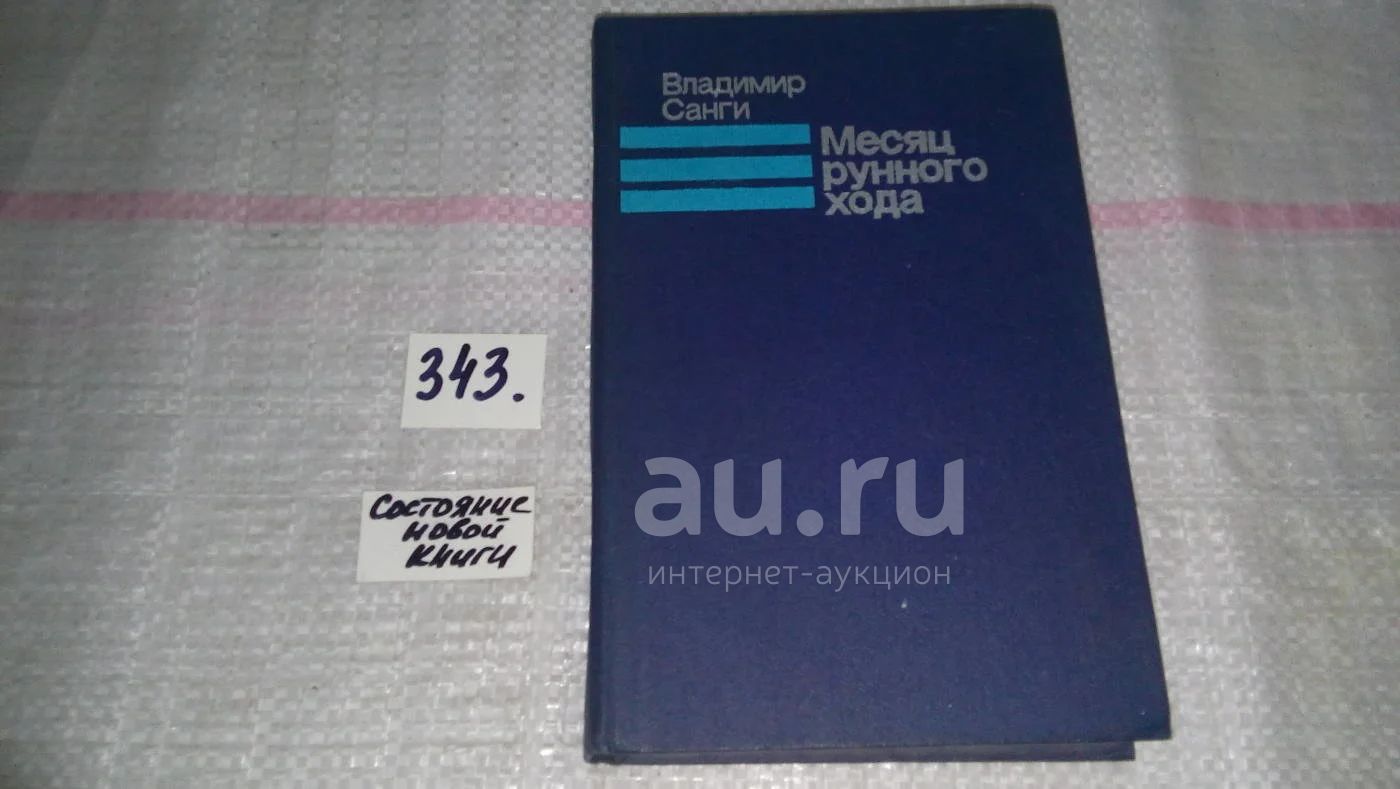 Владимир
Санги
Месяц
рунного
хода
343.
Состояние
новой
книги
au.ru
интернет-аукцион